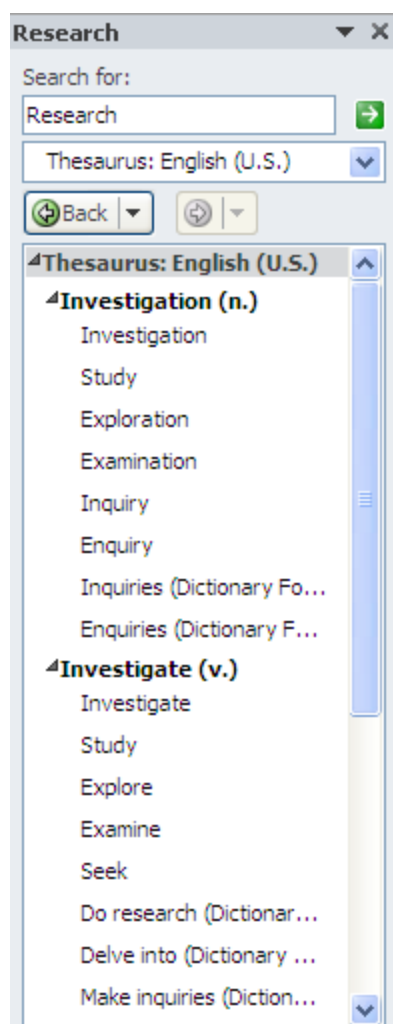 Research
Search for:
Research
Thesaurus: English (U.S.)
Back
Thesaurus: English (U.S.)
Investigation (n.)
Investigation
Study
Exploration
Examination
Inquiry
Enquiry
Inquiries (Dictionary Fo...
Enquiries (Dictionary F...
Investigate (v.)
Investigate
Study
Explore
Examine
Seek
Do research (Dictionar...
Delve into (Dictionary ...
Make inquiries (Diction...